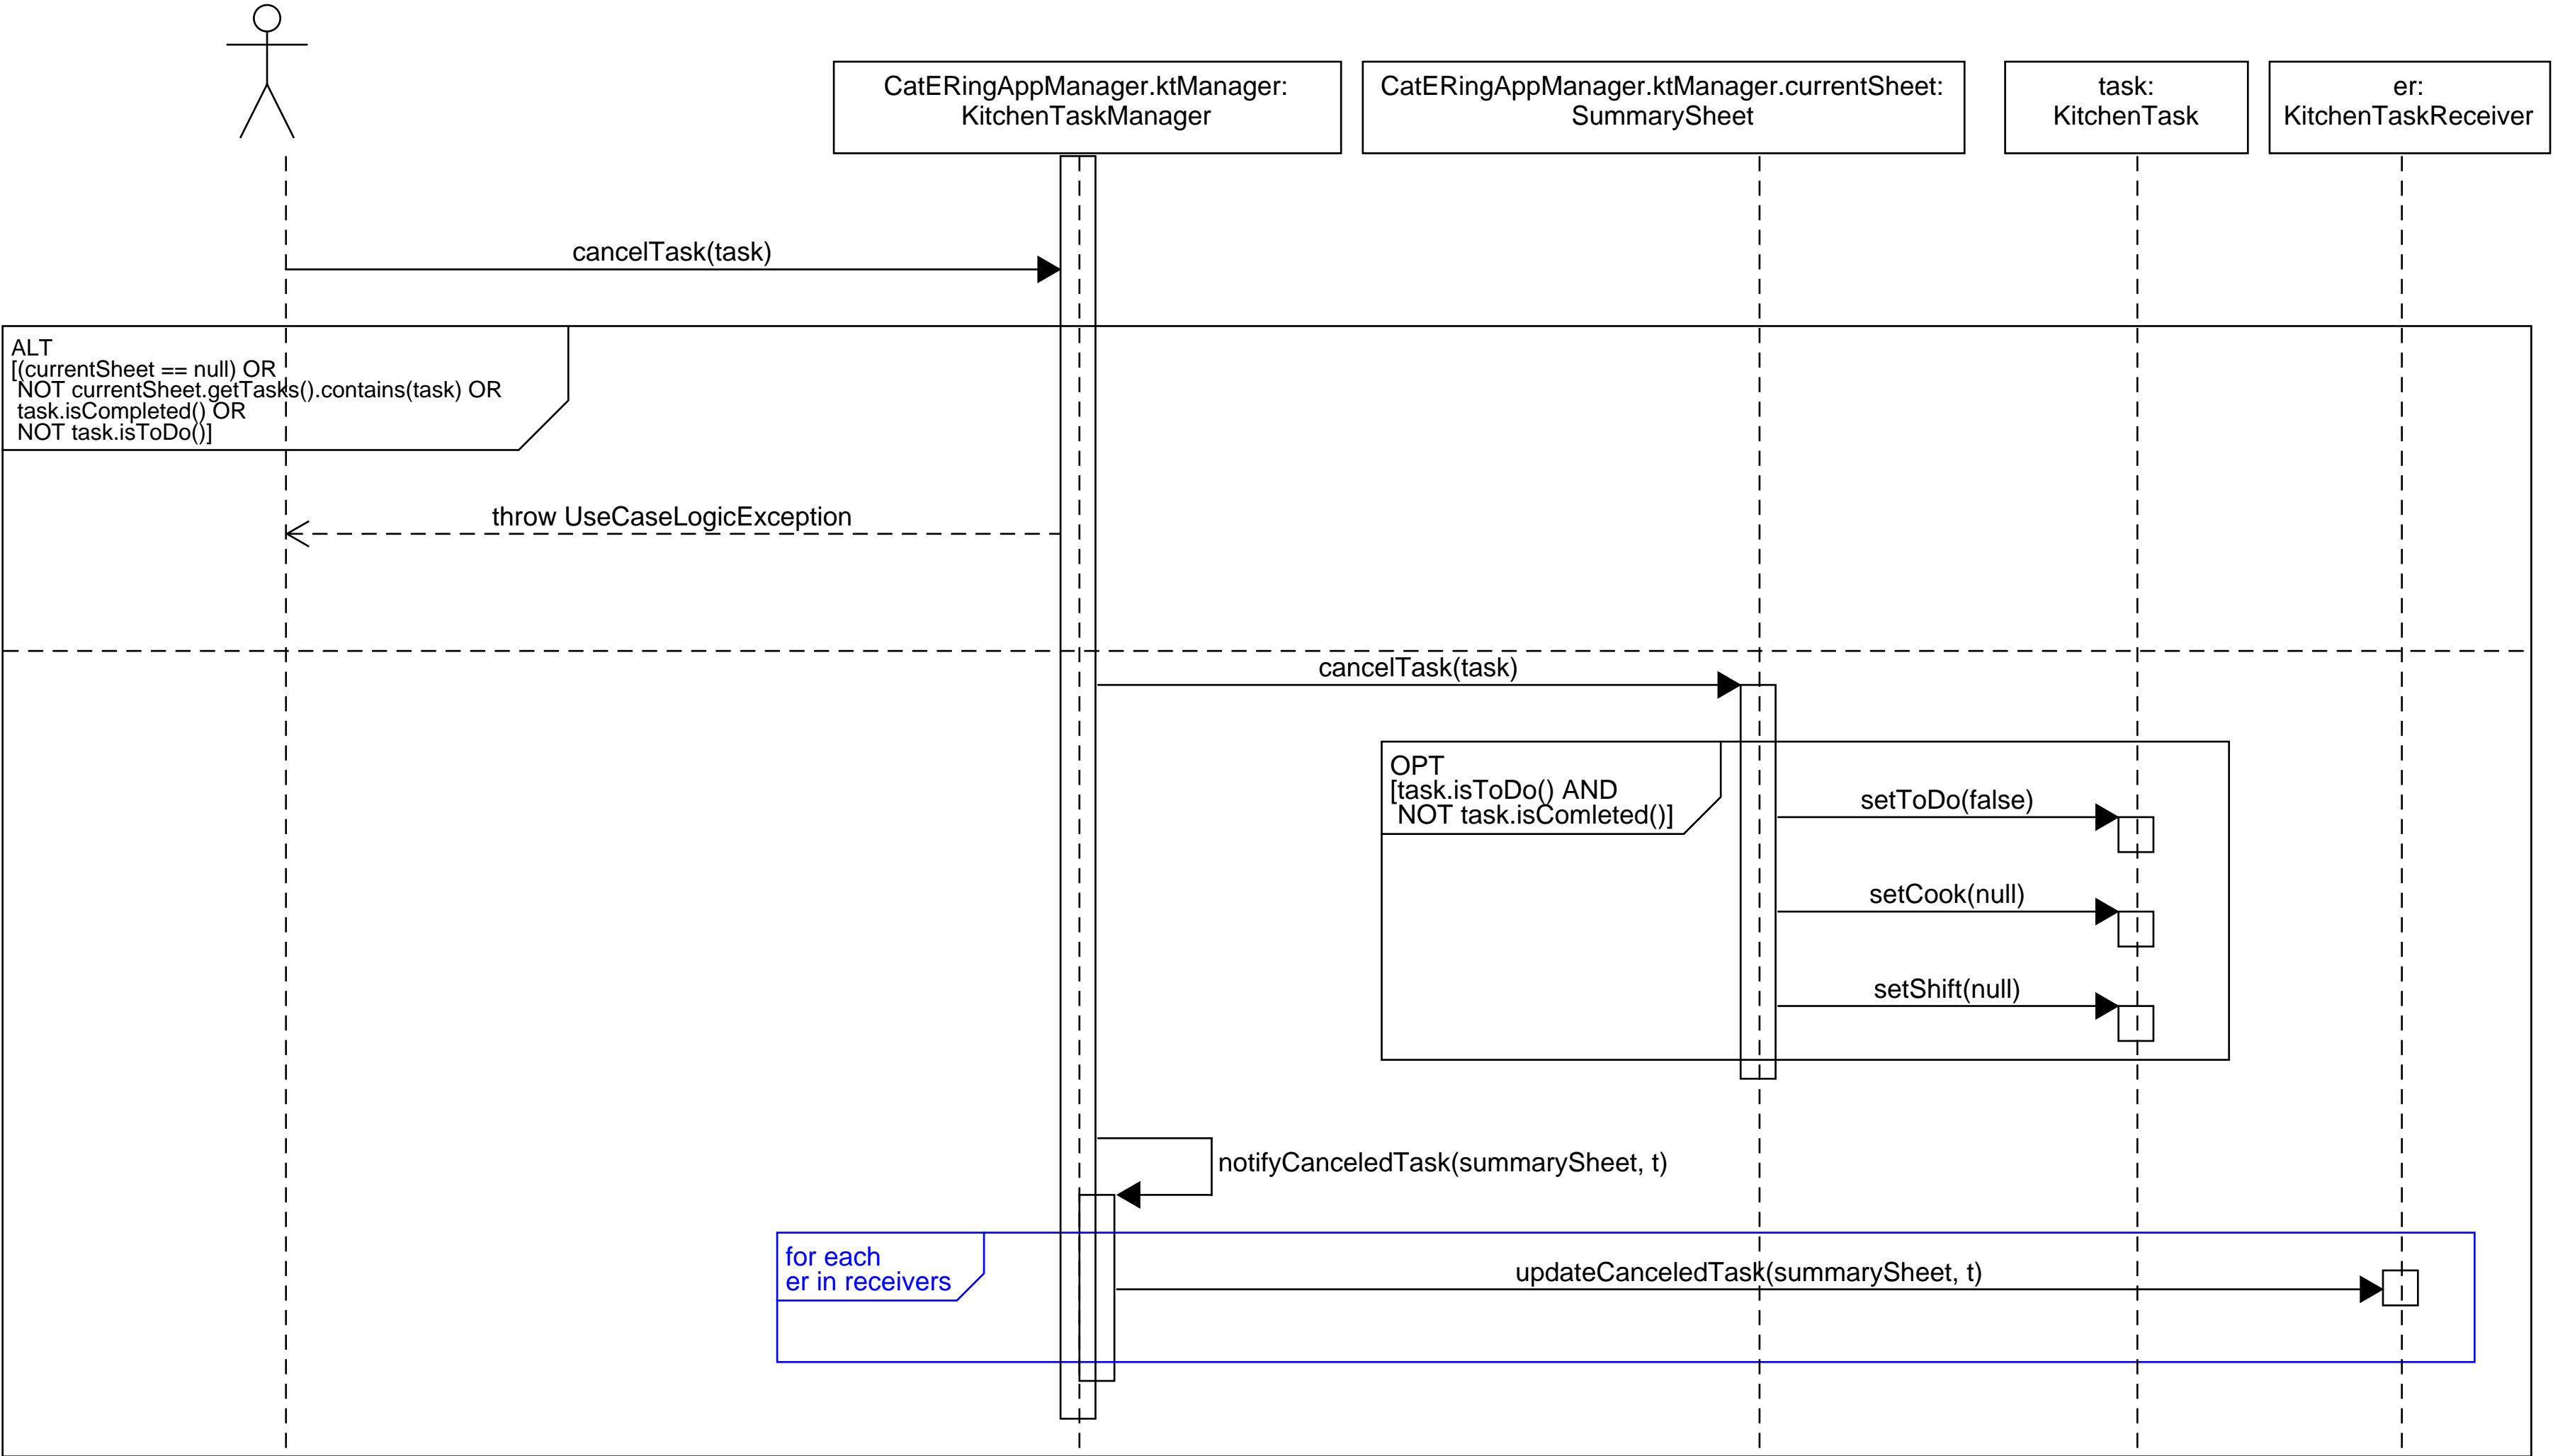 CatERingAppManager.ktManager:
KitchenTaskManager
CatERingAppManager.ktManager.currentSheet:
SummarySheet
task:
KitchenTask
er:
KitchenTaskReceiver
cancelTask(task)
ALT
[(currentSheet == null) OR
NOT currentSheet.getTasks().contains(task) OR
task.isCompleted() OR
NOT task.isToDo()]
throw UseCaseLogicException
cancelTask(task)
OPT
[task.isToDo() AND
NOT task.isComleted()]
setToDo(false)
setCook(null)
setShift(null)
notifyCanceledTask(summarySheet, t)
for each
er in receivers
updateCanceledTask(summarySheet, t)